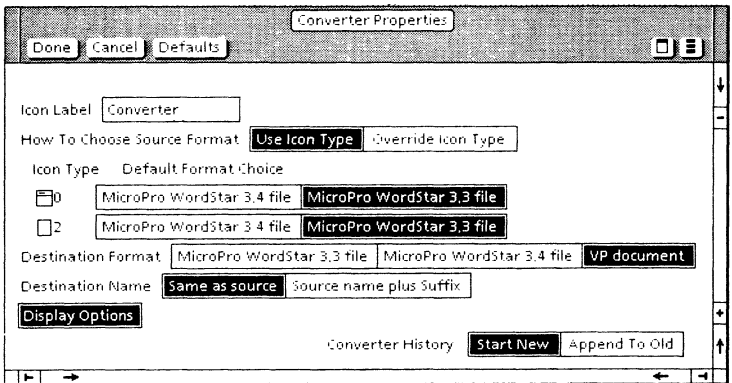 Converter Properties
Done Cancel Defaults
Icon Label Converter
How To Choose Source Format Use Icon Type Override Icon Type
Icon Type Default Format Choice
0 MicroPro WordStar 3.4 file MicroPro WordStar 3.3 file
2 MicroPro WordStar 3.4 file MicroPro WordStar 3.3 file
Destination Format MicroPro WordStar 3.3 file MicroPro WordStar 3.4 file VP document
Destination Name Same as source Source name plus Suffix
Display Options
Converter History Start New Append To Old